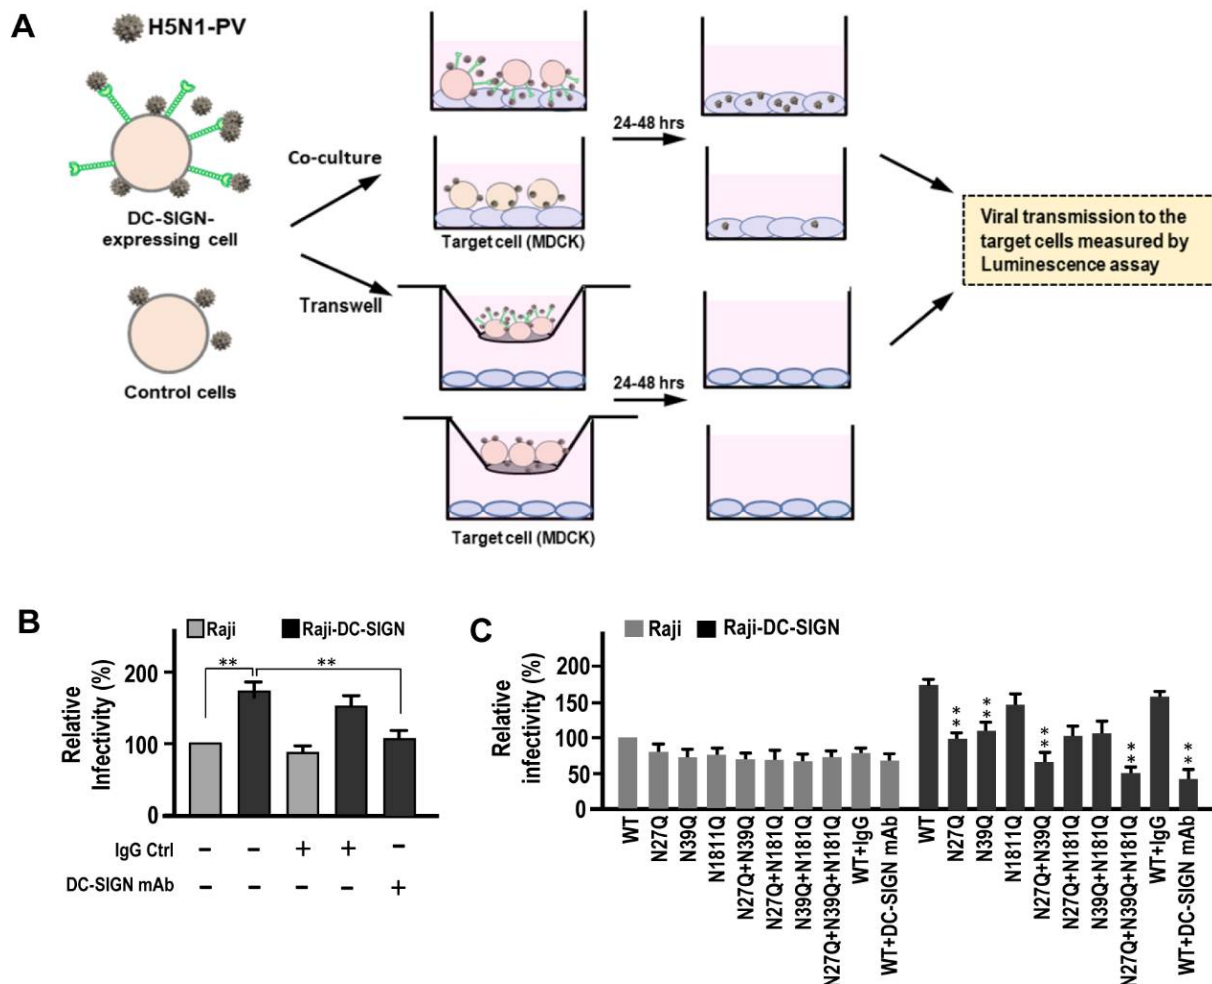 A
H5N1-PV
DC-SIGN-
expressing cell
Control cells
Co-culture
Transwell
Target cell (MDCK)
24-48 hrs
24-48 hrs
Target cell (MDCK)
Viral transmission to the
target cells measured by
Luminescence assay
B
Raji
Raji-DC-SIGN
Relative
Infectivity (%)
200
100
0
**
**
IgG Ctrl
- - + + -
DC-SIGN mAb
- - - - +
C
Raji
Raji-DC-SIGN
Relative
infectivity (%)
200
150
100
50
0
**
**
**
**
**
WT
N27Q
N39Q
N1811Q
N27Q+N39Q
N27Q+N181Q
N39Q+N181Q
N27Q+N39Q+N181Q
WT+IgG
WT+DC-SIGN mAb
WT
N27Q
N39Q
N1811Q
N27Q+N39Q
N27Q+N181Q
N39Q+N181Q
N27Q+N39Q+N181Q
WT+IgG
WT+DC-SIGN mAb